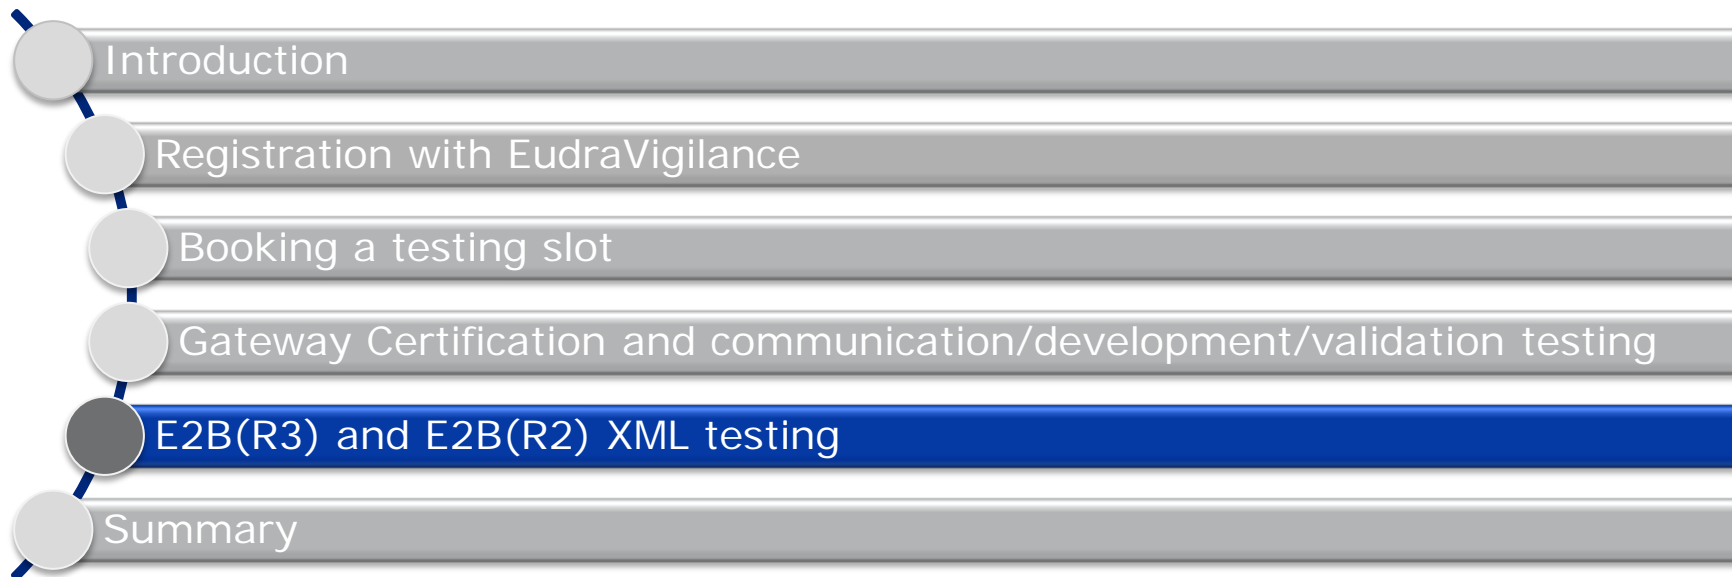 Introduction
Registration with EudraVigilance
Booking a testing slot
Gateway Certification and communication/development/validation testing
E2B(R3) and E2B(R2) XML testing
Summary